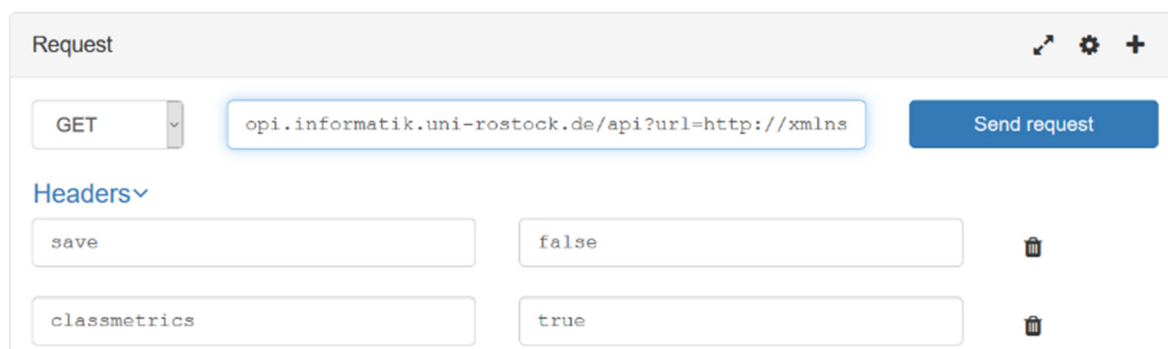 Request
GET opi.informatik.uni-rostock.de/api?url=http://xmlns Send request
Headers
save false
classmetrics true